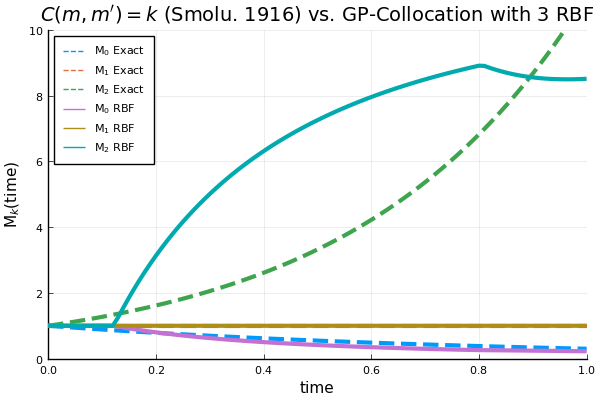 C(m, m′) = k (Smolu. 1916) vs. GP-Collocation with 3 RBF
10
8
6
4
2
0
M₀ Exact
M₁ Exact
M₂ Exact
M₀ RBF
M₁ RBF
M₂ RBF
Mₖ(time)
0.0 0.2 0.4 0.6 0.8 1.0
time